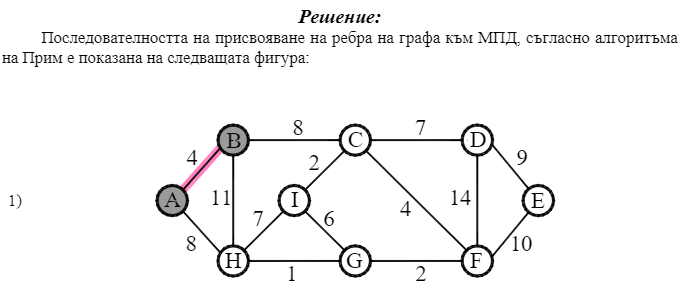 Решение:
Последователността на присвояване на ребра на графа към МПД, съгласно алгоритъма
на Прим е показана на следващата фигура:
B 8 C 7 D
4 2 9
1) A 11 I 14 E
7 6 4
8 10
H G F
1 2